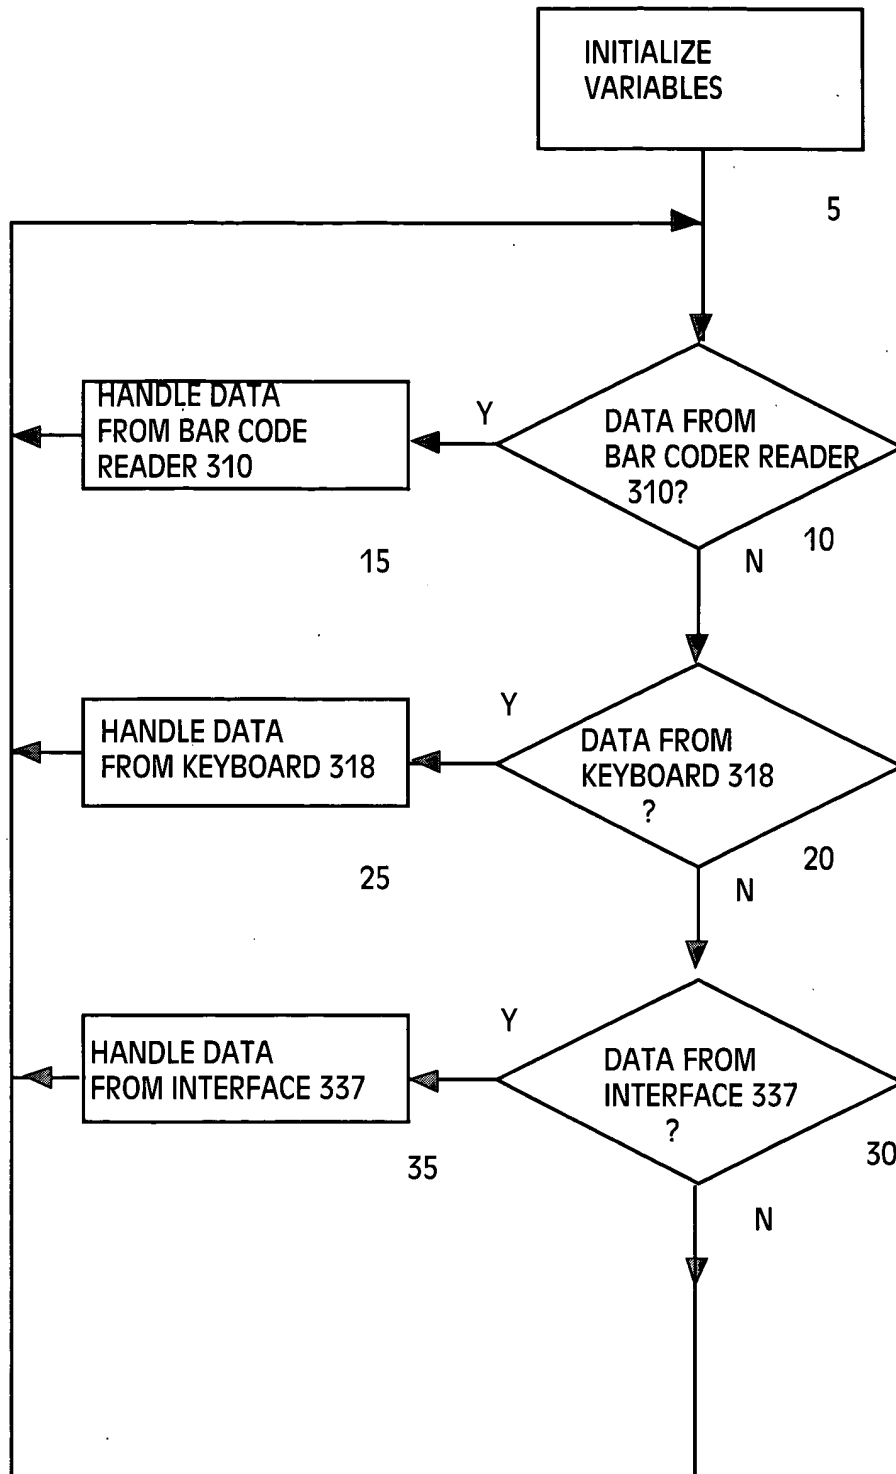 INITIALIZE
VARIABLES
5
HANDLE DATA
FROM BAR CODE
READER 310
15
Y
DATA FROM
BAR CODER READER
310?
10
N
HANDLE DATA
FROM KEYBOARD 318
25
Y
DATA FROM
KEYBOARD 318
?
20
N
HANDLE DATA
FROM INTERFACE 337
35
Y
DATA FROM
INTERFACE 337
?
30
N